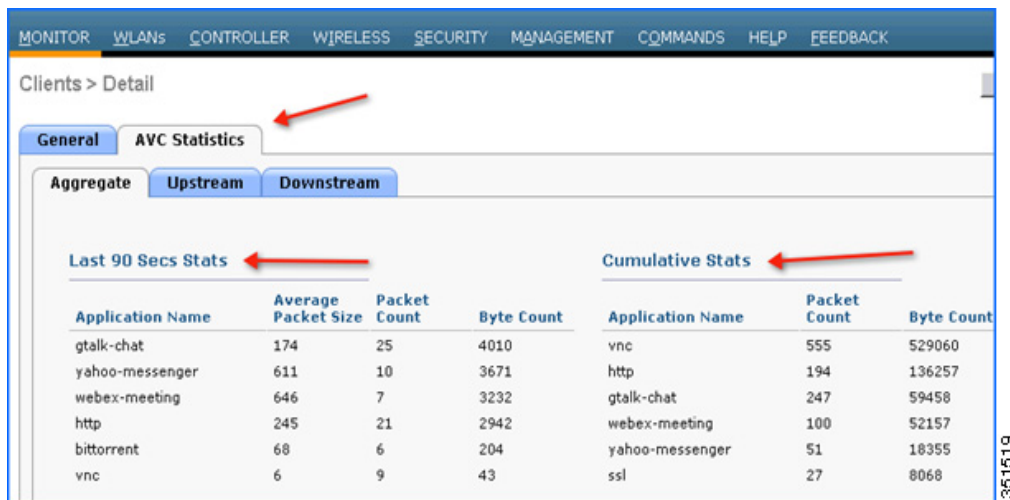 MONITOR WLANs CONTROLLER WIRELESS SECURITY MANAGEMENT COMMANDS HELP FEEDBACK
Clients > Detail
General AVC Statistics
Aggregate Upstream Downstream
Last 90 Secs Stats
Application Name Average Packet Size Packet Count Byte Count
gtalk-chat 174 25 4010
yahoo-messenger 611 10 3671
webex-meeting 646 7 3232
http 245 21 2942
bittorrent 68 6 204
vnc 6 9 43
Cumulative Stats
Application Name Packet Count Byte Count
vnc 555 529060
http 194 136257
gtalk-chat 247 59458
webex-meeting 100 52157
yahoo-messenger 51 18355
ssl 27 8068
351519